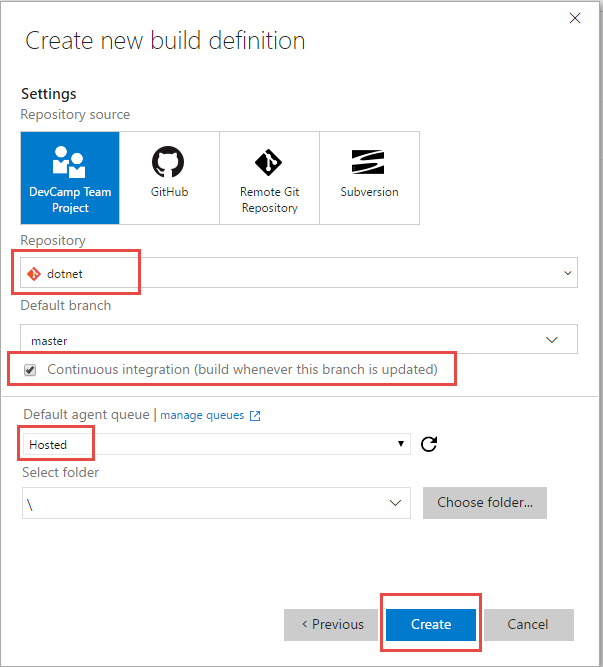 Create new build definition
Settings
Repository source
DevCamp Team
Project
GitHub
Remote Git
Repository
Subversion
Repository
dotnet
Default branch
master
Continuous integration (build whenever this branch is updated)
Default agent queue | manage queues
Hosted
Select folder
\
Choose folder...
< Previous
Create
Cancel